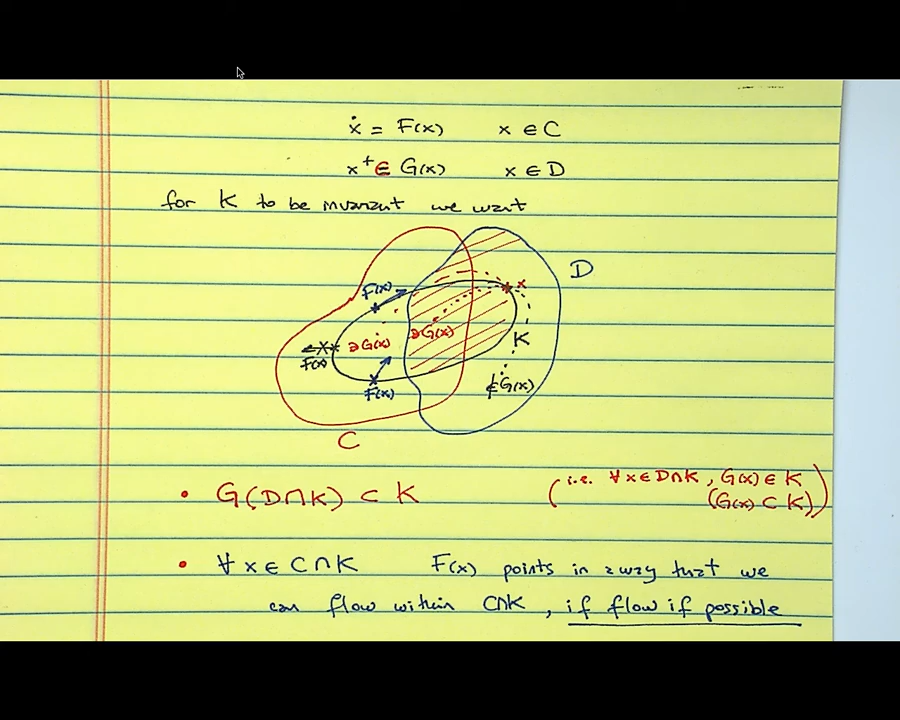 ẋ = F(x) x ∈ C
x⁺ ∈ G(x) x ∈ D
for K to be invariant we want
D
F(x)
x
∋G(x)
∋G(x)
K
F(x)
F(x)
∉G(x)
C
• G(D∩K) ⊂ K (i.e. ∀x∈D∩K, G(x)∈K
(G(x) ⊂ K))
• ∀x∈C∩K F(x) points in a way that we
can flow within C∩K, if flow if possible